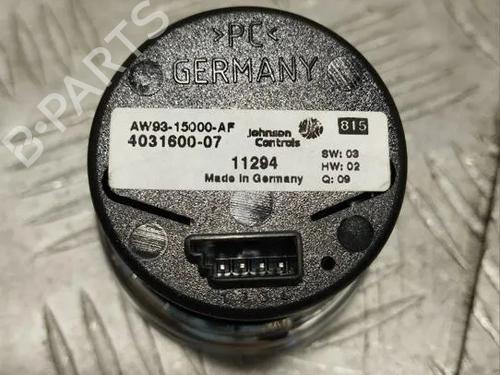 >PC<
GERMANY
AW93-15000-AF
4031600-07
Johnson Controls
815
11294
Made in Germany
SW: 03
HW: 02
Q: 09
B-PARTS